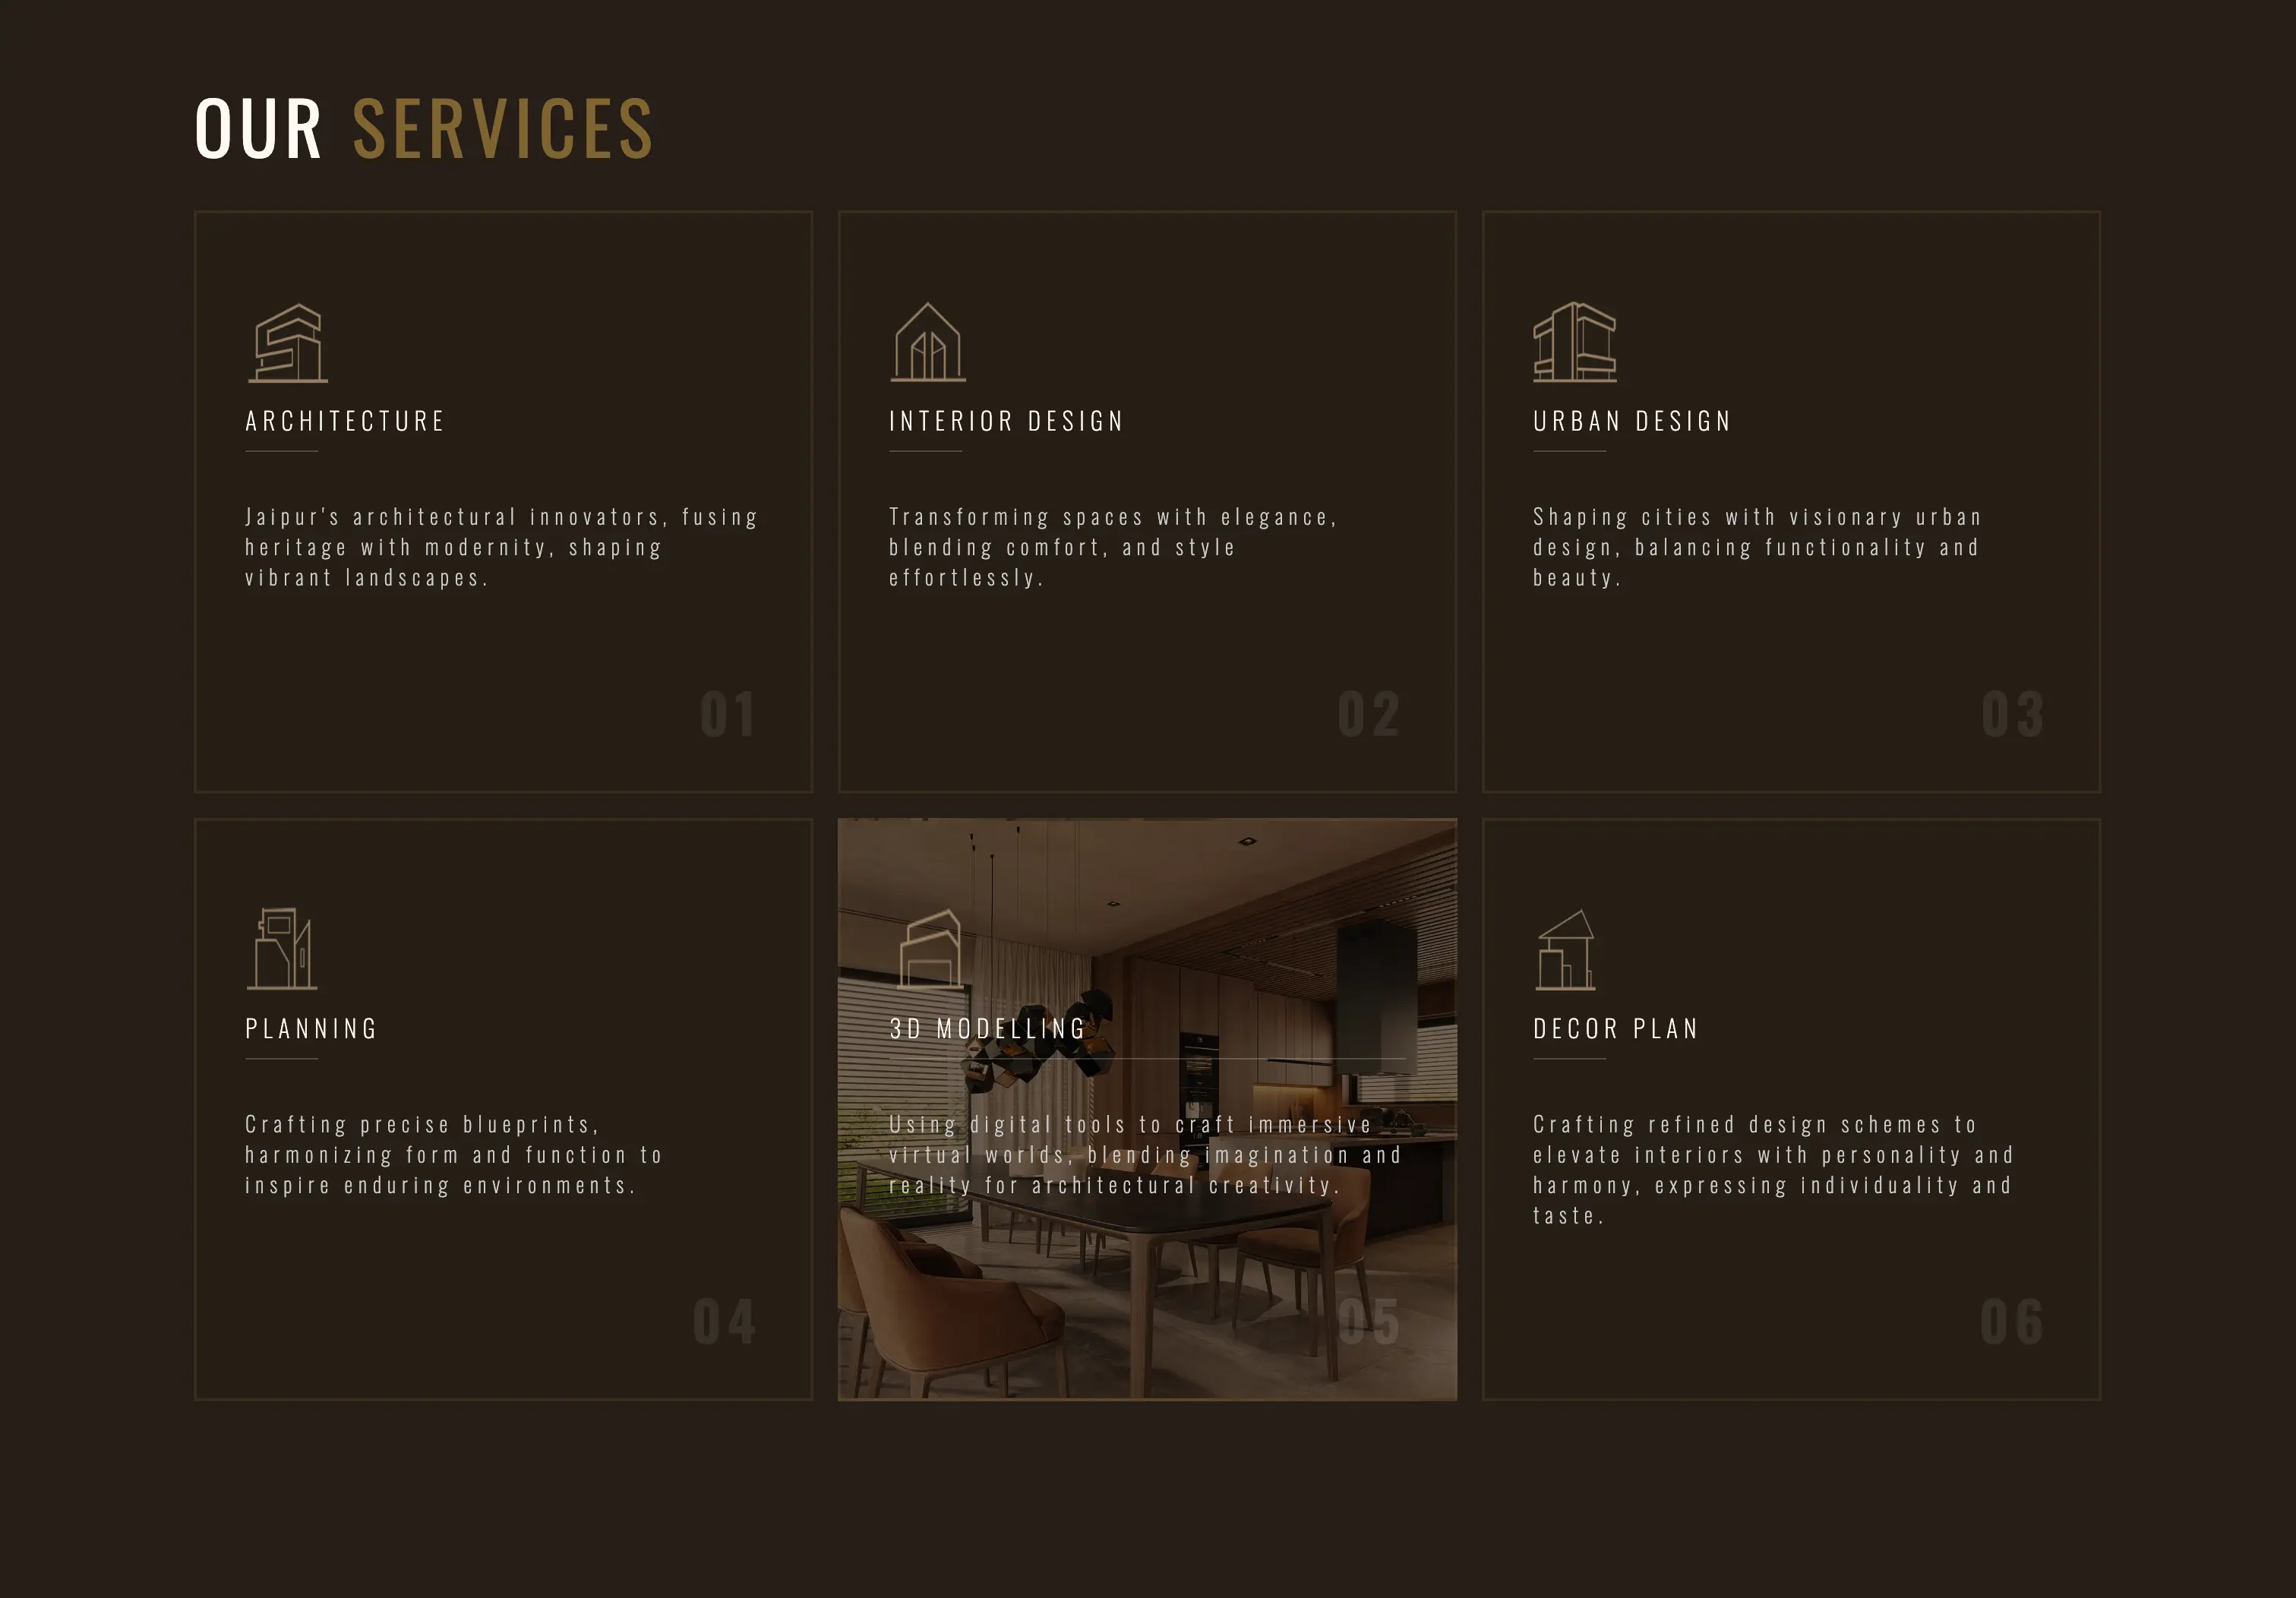 OUR SERVICES
ARCHITECTURE
Jaipur's architectural innovators, fusing
heritage with modernity, shaping
vibrant landscapes.
01
INTERIOR DESIGN
Transforming spaces with elegance,
blending comfort, and style
effortlessly.
02
URBAN DESIGN
Shaping cities with visionary urban
design, balancing functionality and
beauty.
03
PLANNING
Crafting precise blueprints,
harmonizing form and function to
inspire enduring environments.
04
3D MODELLING
Using digital tools to craft immersive
virtual worlds, blending imagination and
reality for architectural creativity.
05
DECOR PLAN
Crafting refined design schemes to
elevate interiors with personality and
harmony, expressing individuality and
taste.
06